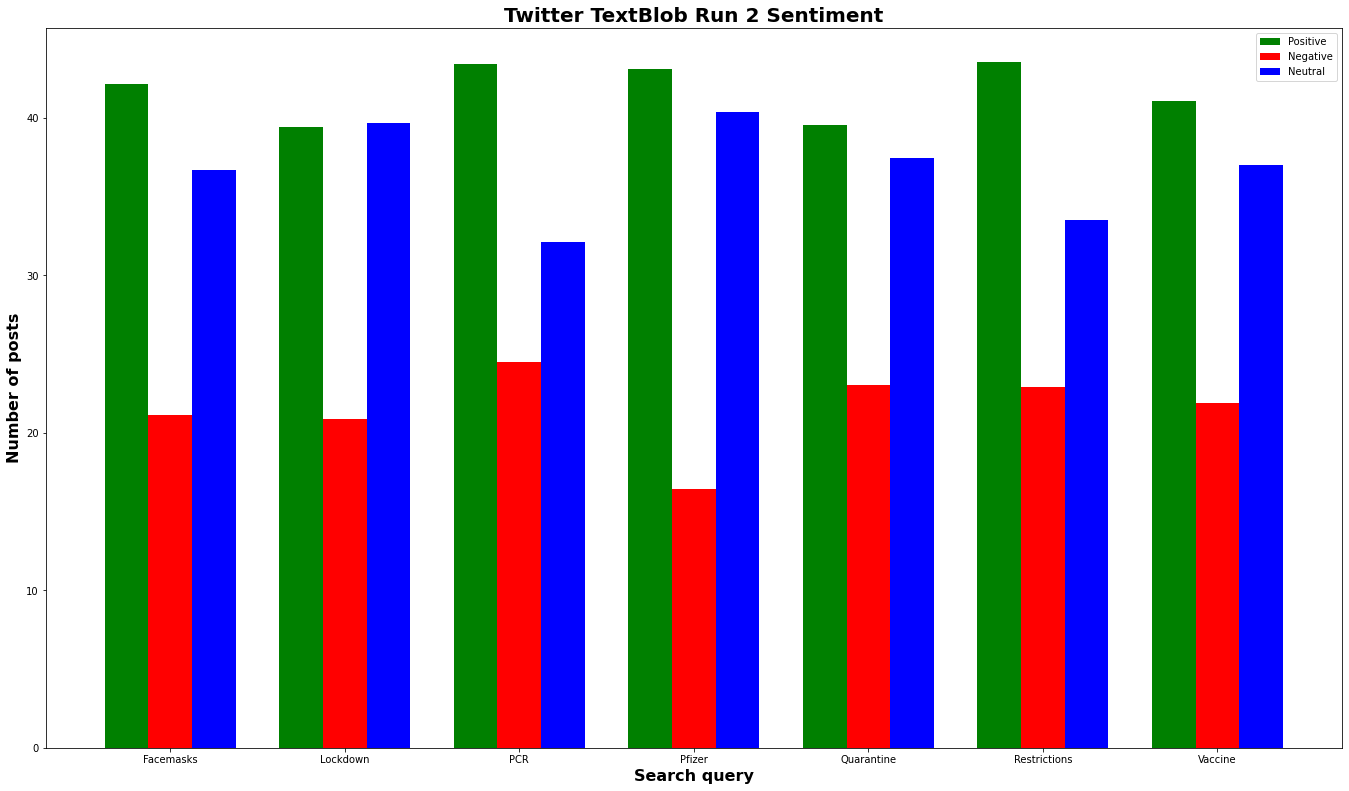 Twitter TextBlob Run 2 Sentiment
Positive
Negative
Neutral
Number of posts
40
30
20
10
0
Facemasks Lockdown PCR Pfizer Quarantine Restrictions Vaccine
Search query